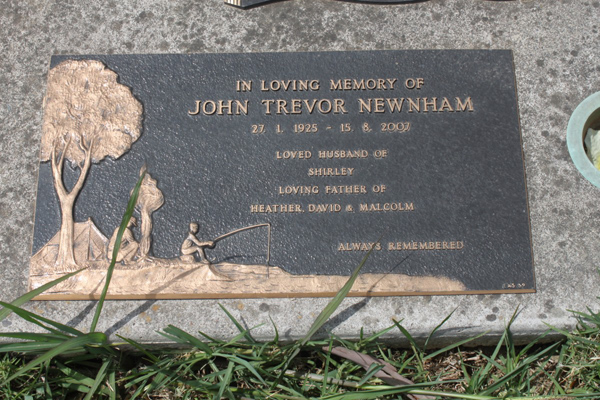 IN LOVING MEMORY OF
JOHN TREVOR NEWNHAM
27. 1. 1925 - 15. 8. 2007
LOVED HUSBAND OF
SHIRLEY
LOVING FATHER OF
HEATHER, DAVID & MALCOLM
ALWAYS REMEMBERED